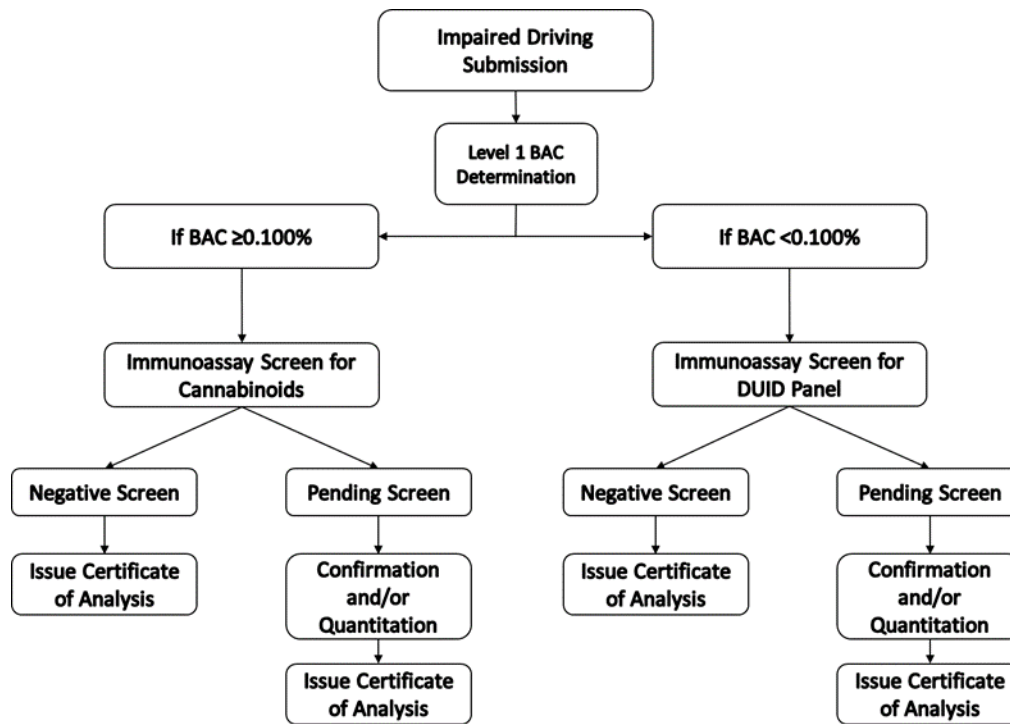 Impaired Driving
Submission
Level 1 BAC
Determination
If BAC ≥0.100%
If BAC <0.100%
Immunoassay Screen for
Cannabinoids
Immunoassay Screen for
DUID Panel
Negative Screen
Pending Screen
Negative Screen
Pending Screen
Issue Certificate
of Analysis
Confirmation
and/or
Quantitation
Issue Certificate
of Analysis
Confirmation
and/or
Quantitation
Issue Certificate
of Analysis
Issue Certificate
of Analysis